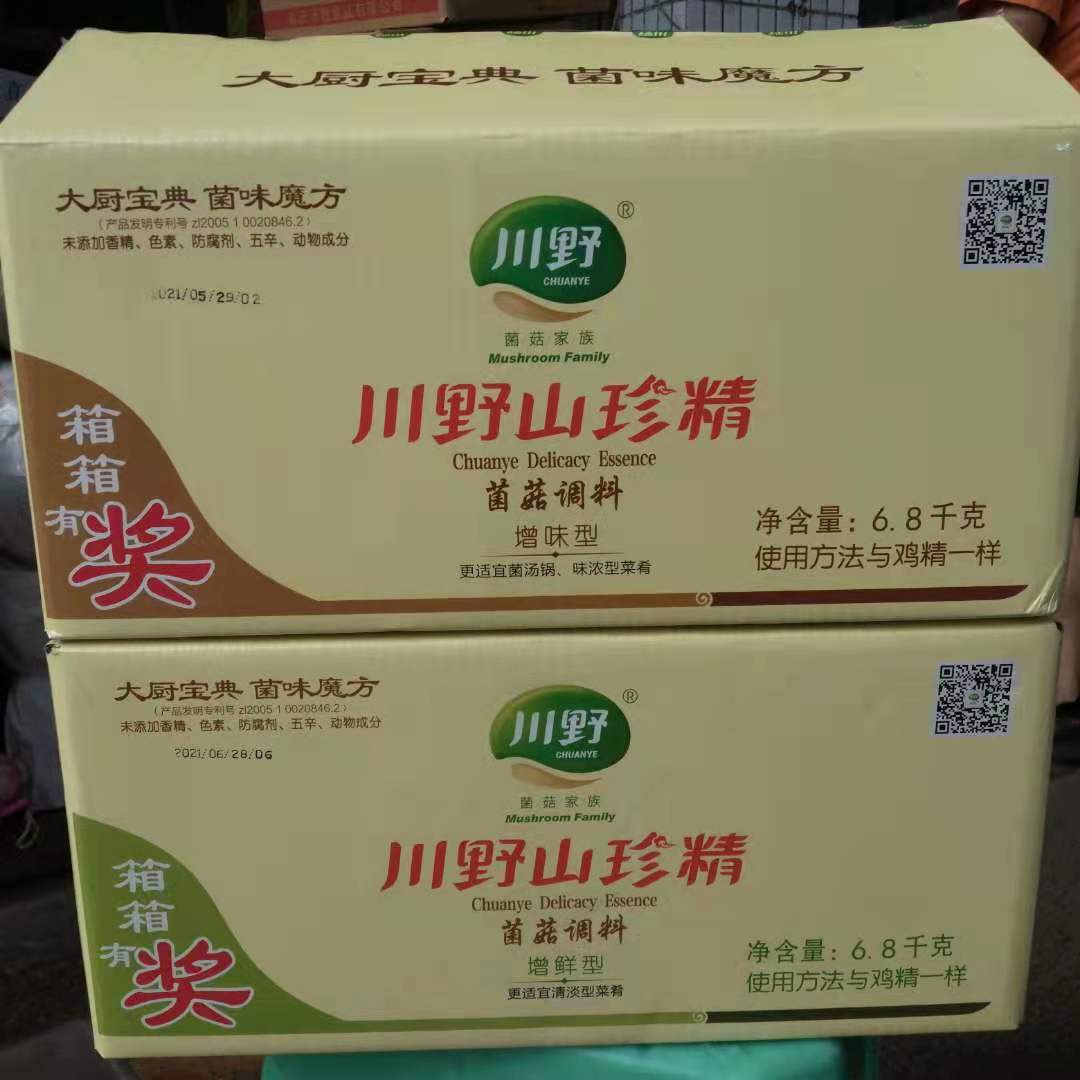 大厨宝典 菌味魔方
大厨宝典 菌味魔方
(产品发明专利号 zl2005 1 0020846.2)
未添加香精、色素、防腐剂、五辛、动物成分
2021/05/29/02
川野
®
CHUANYE
菌菇家族
Mushroom Family
川野山珍精
Chuanye Delicacy Essence
菌菇调料
增味型
更适宜菌汤锅、味浓型菜肴
箱
箱
有奖
净含量：6.8千克
使用方法与鸡精一样
大厨宝典 菌味魔方
(产品发明专利号 zl2005 1 0020846.2)
未添加香精、色素、防腐剂、五辛、动物成分
2021/06/28/06
川野
®
CHUANYE
菌菇家族
Mushroom Family
川野山珍精
Chuanye Delicacy Essence
菌菇调料
增鲜型
更适宜清淡型菜肴
箱
箱
有奖
净含量：6.8千克
使用方法与鸡精一样